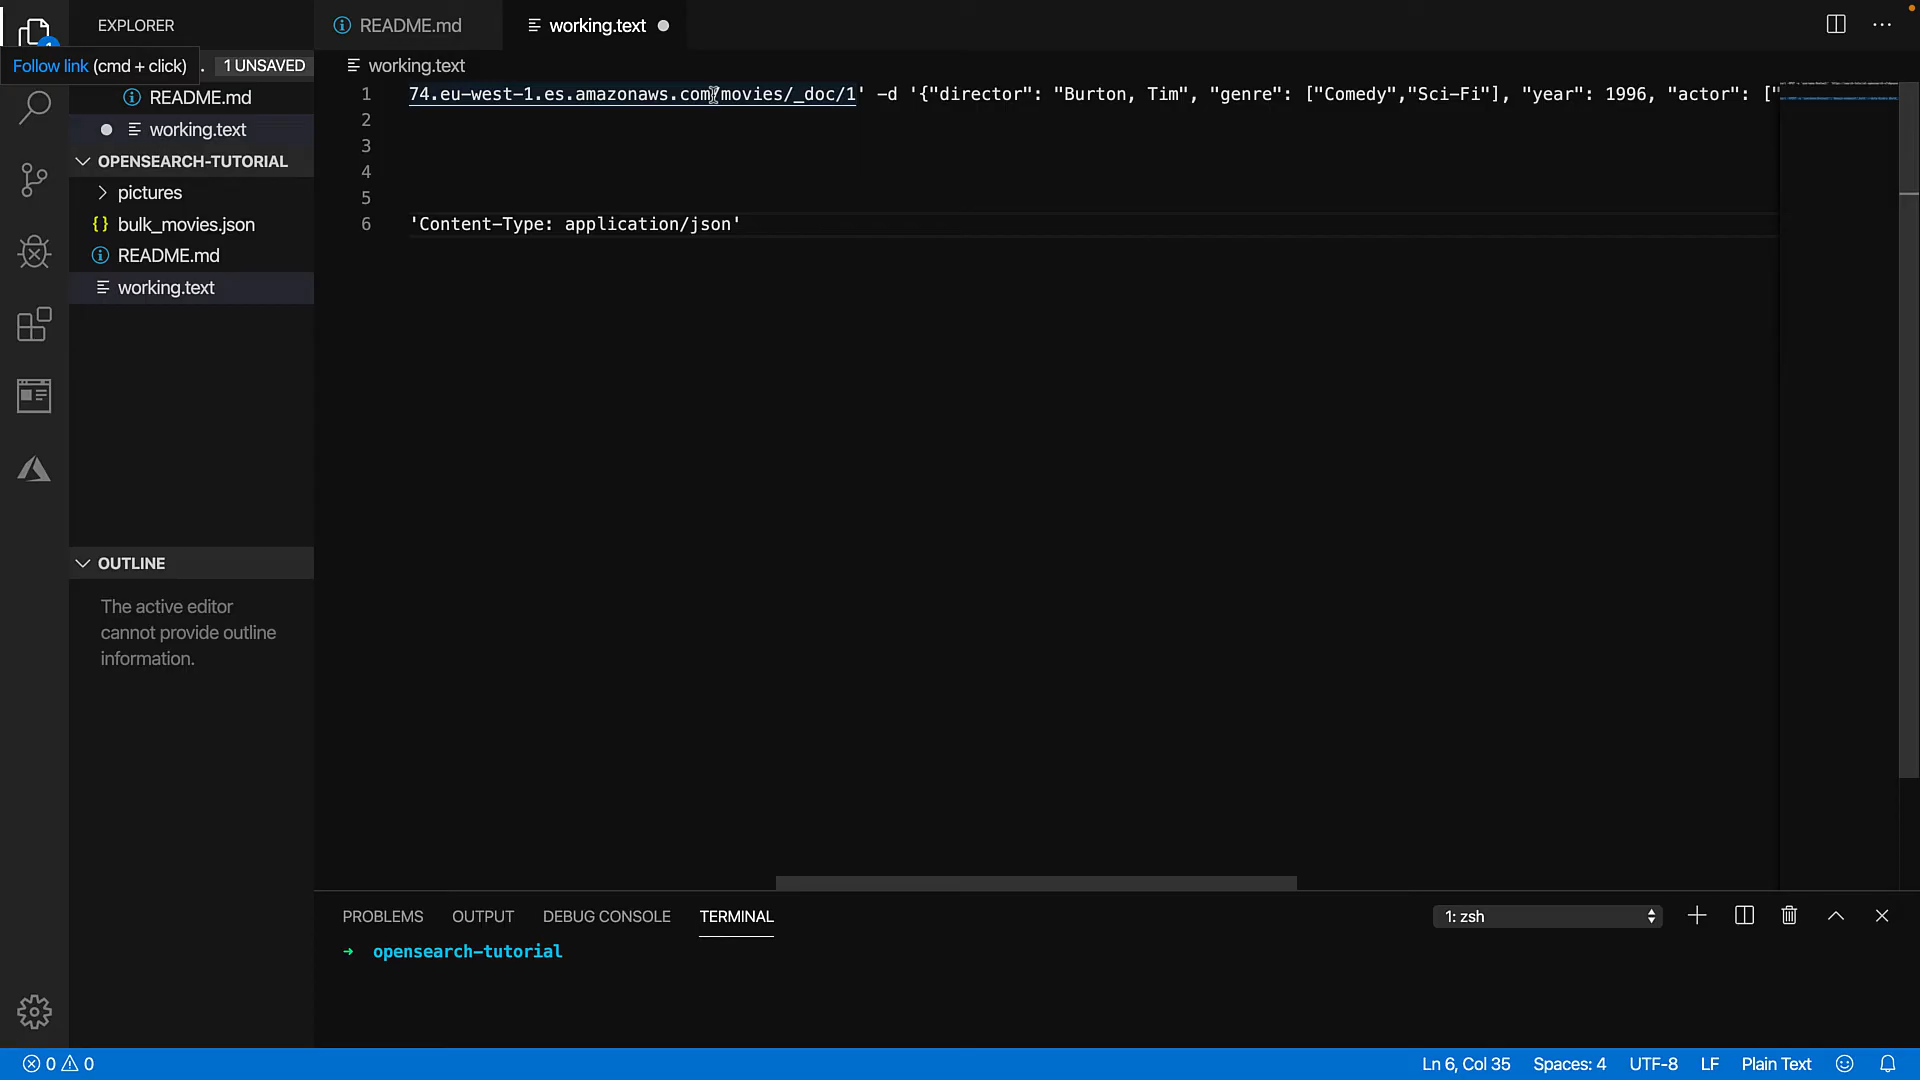 EXPLORER
README.md
working.text
Follow link (cmd + click)
1 UNSAVED
working.text
README.md
1 74.eu-west-1.es.amazonaws.com/movies/_doc/1' -d '{"director": "Burton, Tim", "genre": ["Comedy","Sci-Fi"], "year": 1996, "actor": ["
working.text
2
OPENSEARCH-TUTORIAL
3
pictures
4
5
bulk_movies.json
6 'Content-Type: application/json'
README.md
working.text
OUTLINE
The active editor
cannot provide outline
information.
PROBLEMS OUTPUT DEBUG CONSOLE TERMINAL
1: zsh
→ opensearch-tutorial
0 0
Ln 6, Col 35 Spaces: 4 UTF-8 LF Plain Text